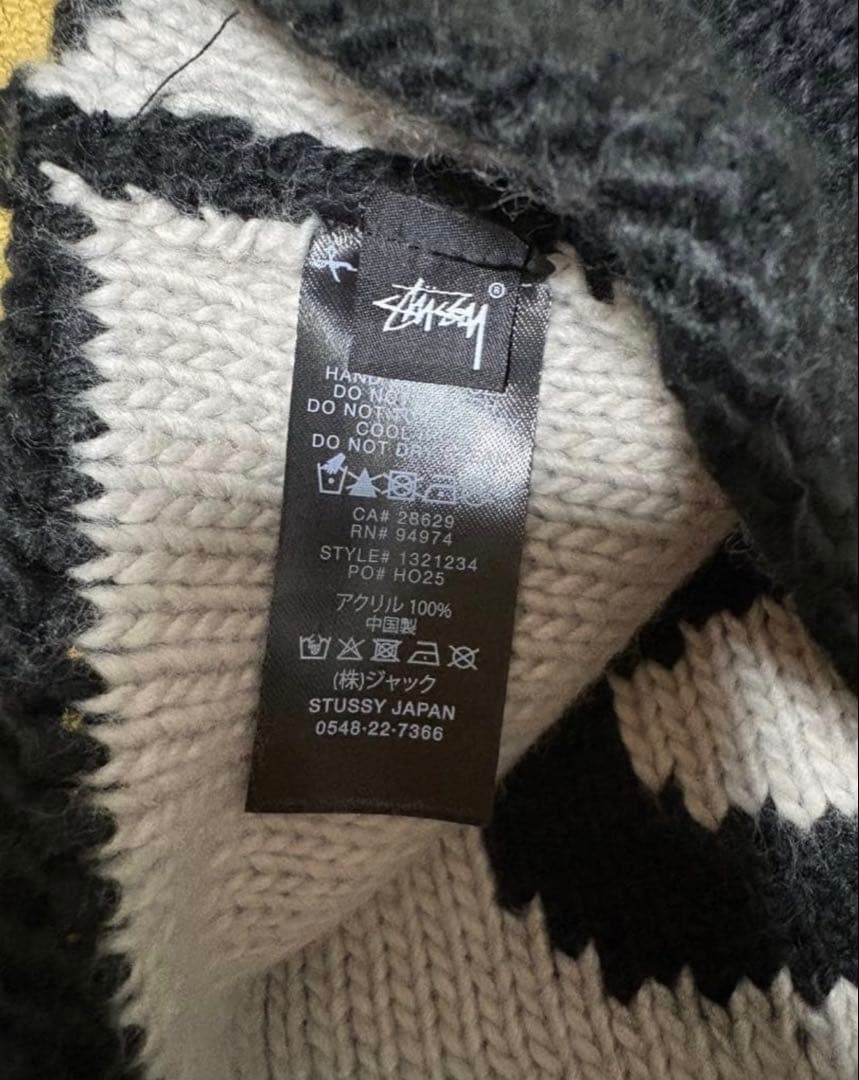 STÜSSY®
HAND
DO NOT
DO NOT
COOL
DO NOT
CA# 28629
RN# 94974
STYLE# 1321234
PO# HO25
アクリル 100%
中国製
(株)ジャック
STUSSY JAPAN
0548-22-7366